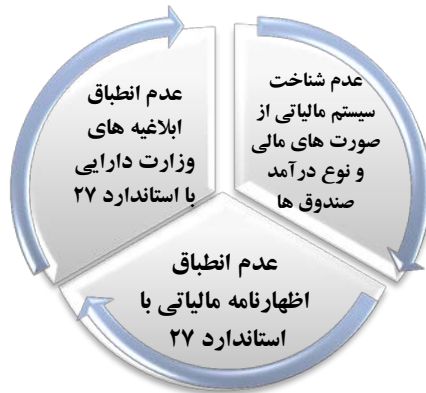 عدم شناخت
سیستم مالیاتی از
صورت های مالی
و نوع درآمد
صندوق ها
عدم انطباق
اظهارنامه مالیاتی با
استاندارد ۲۷
عدم انطباق
ابلاغیه های
وزارت دارایی
با استاندارد ۲۷